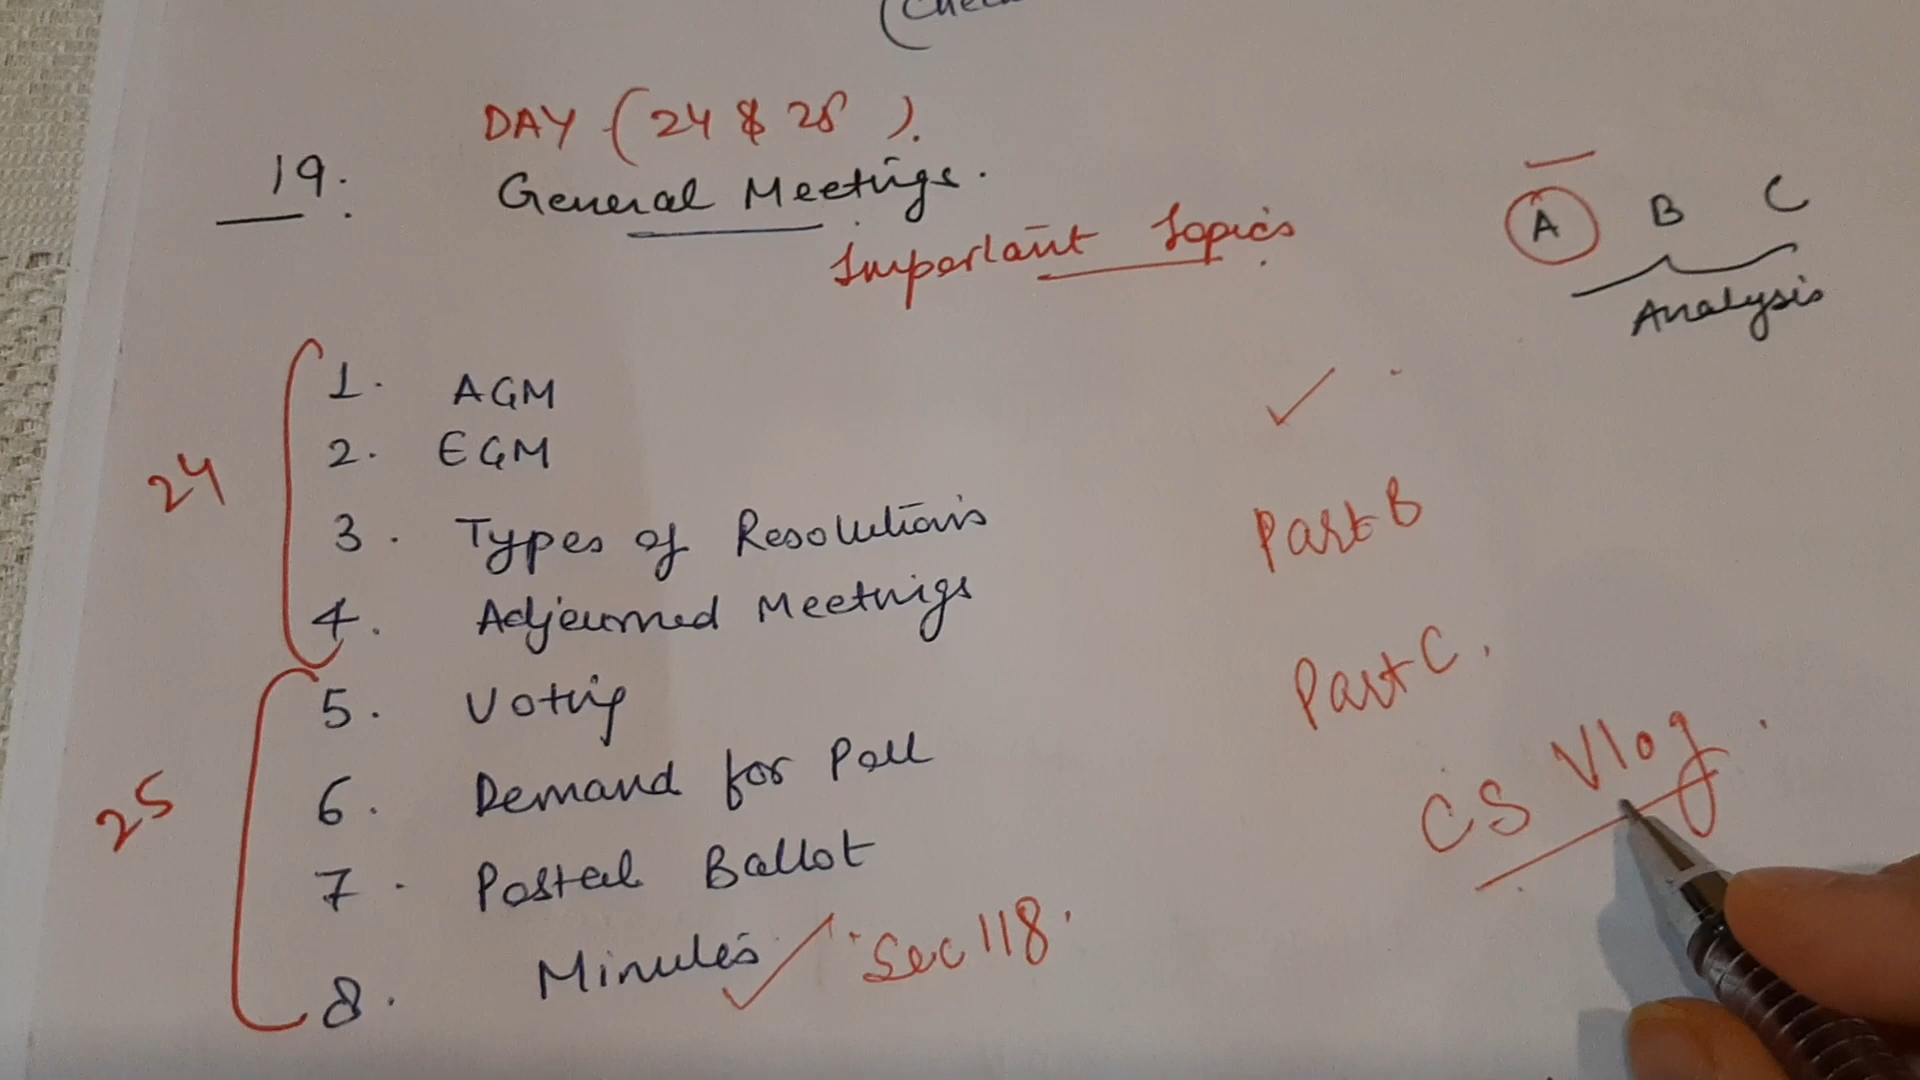 DAY (24 & 25).
19. General Meetings.
Important Topics
A B C
Analysis
24
1. AGM
2. EGM
3. Types of Resolutions
4. Adjourned Meetings
Part B
Part C.
25
5. Voting
6. Demand for Poll
7. Postal Ballot
8. Minutes Sec 118.
CS Vlog.